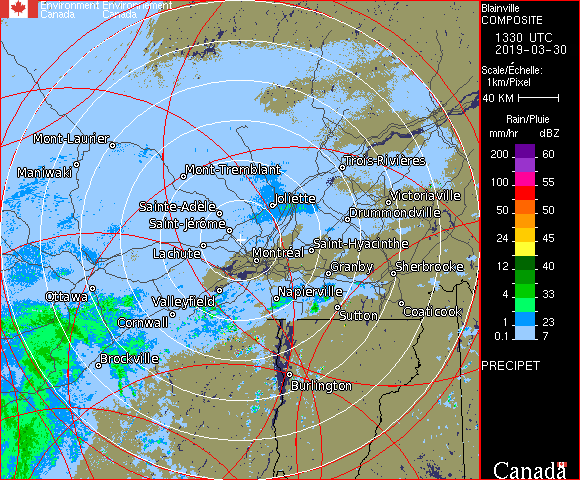 Environment Environnement
Canada Canada
Blainville
COMPOSITE
1330 UTC
2019-03-30
Scale/Échelle:
1km/Pixel
40 KM
Rain/Pluie
mm/hr dBZ
200 60
100 55
50 50
24 45
12 40
8 35
4 33
1 23
0.1 7
PRECIPET
Canada
Mont-Laurier
Maniwaki
Mont-Tremblant
Trois-Rivières
Sainte-Adèle
Joliette
Victoriaville
Drummondville
Saint-Jérôme
Lachute
Montréal
Saint-Hyacinthe
Granby
Sherbrooke
Ottawa
Valleyfield
Napierville
Cornwall
Sutton
Coaticook
Brockville
Burlington